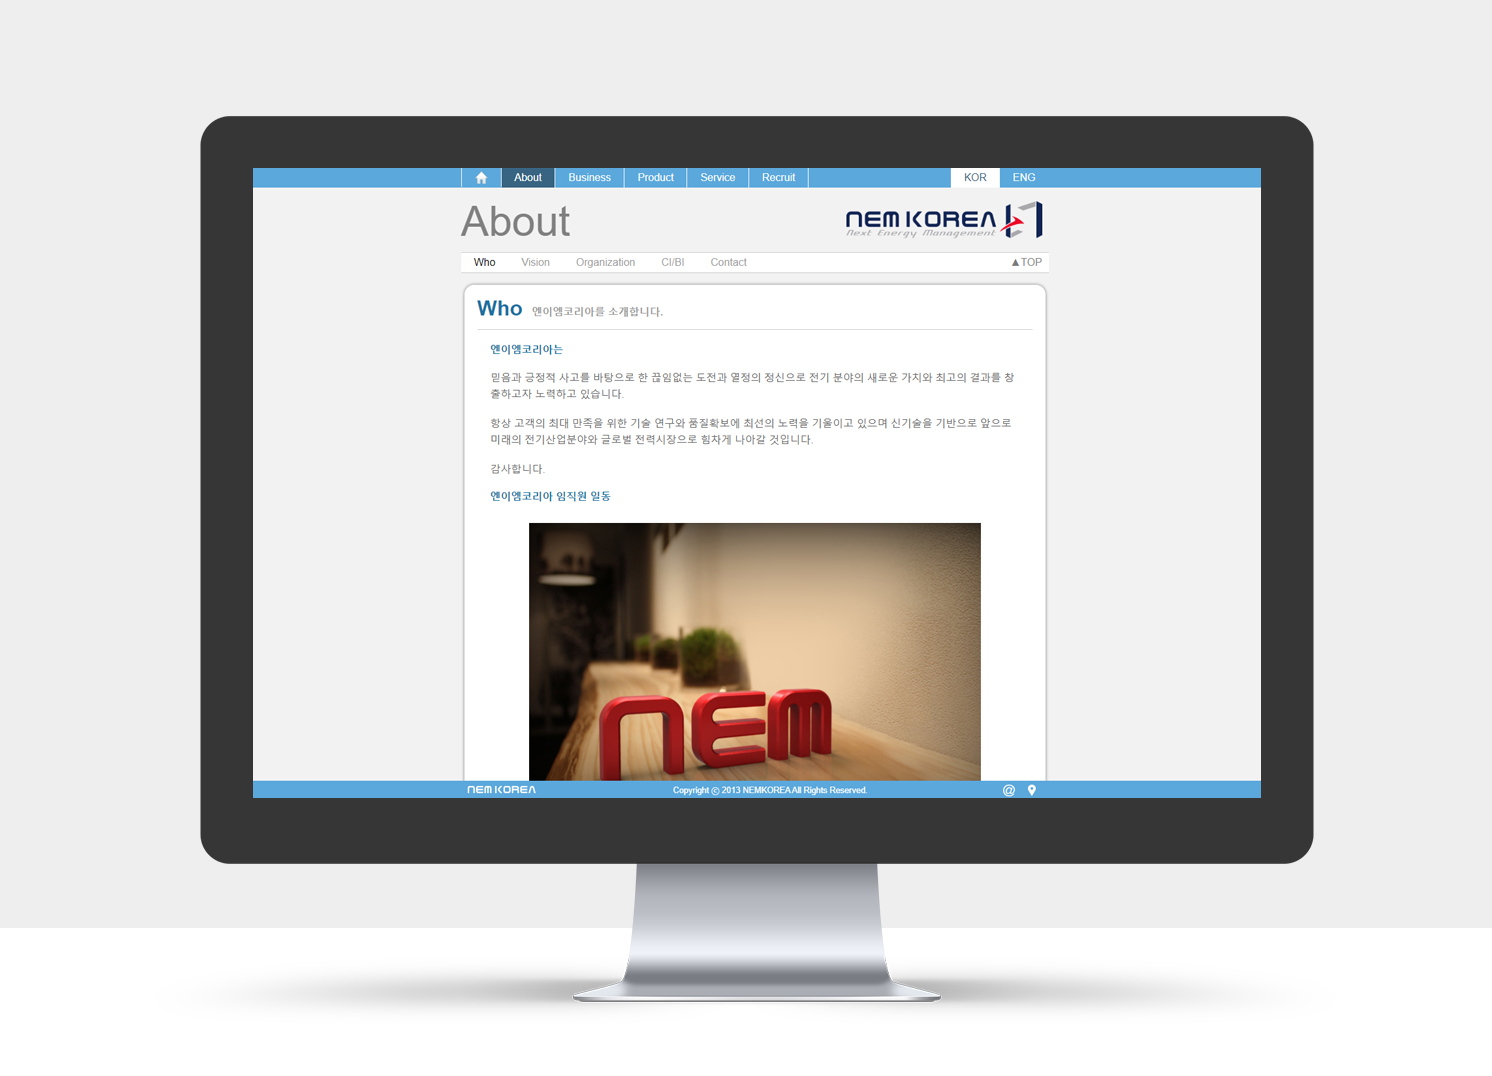 About Business Product Service Recruit KOR ENG
About
NEM KOREA
Next Energy Management
Who Vision Organization CI/BI Contact ▲TOP
Who 엔이엠코리아를 소개합니다.
엔이엠코리아는
믿음과 긍정적 사고를 바탕으로 한 끊임없는 도전과 열정의 정신으로 전기 분야의 새로운 가치와 최고의 결과를 창
출하고자 노력하고 있습니다.
항상 고객의 최대 만족을 위한 기술 연구와 품질확보에 최선의 노력을 기울이고 있으며 신기술을 기반으로 앞으로
미래의 전기산업분야와 글로벌 전력시장으로 힘차게 나아갈 것입니다.
감사합니다.
엔이엠코리아 임직원 일동
NEM
NEM KOREA Copyright ⓒ 2013 NEMKOREA All Rights Reserved. @